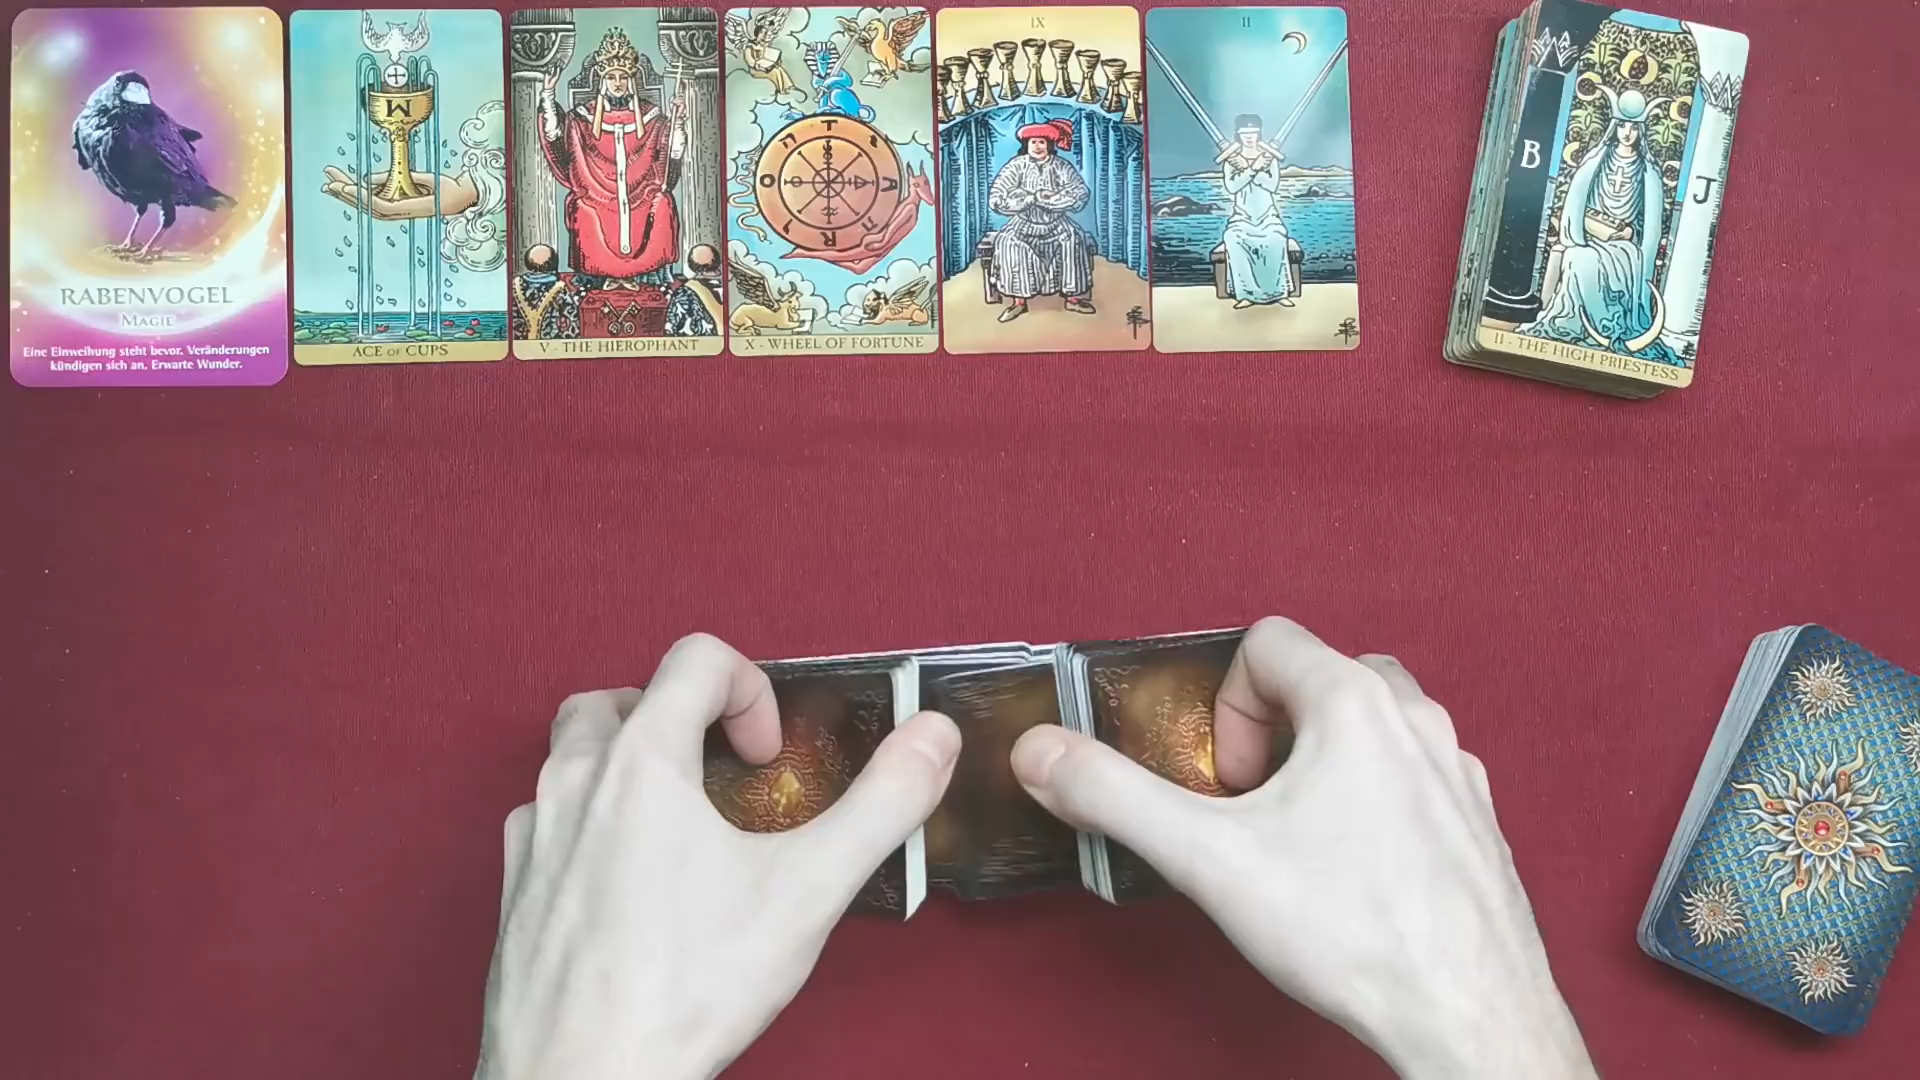 RABENVOGEL
MAGIE
Eine Einweihung steht bevor. Veränderungen
kündigen sich an. Erwarte Wunder.
ACE OF CUPS
V - THE HIEROPHANT
X - WHEEL OF FORTUNE
IX
II
B
J
II - THE HIGH PRIESTESS